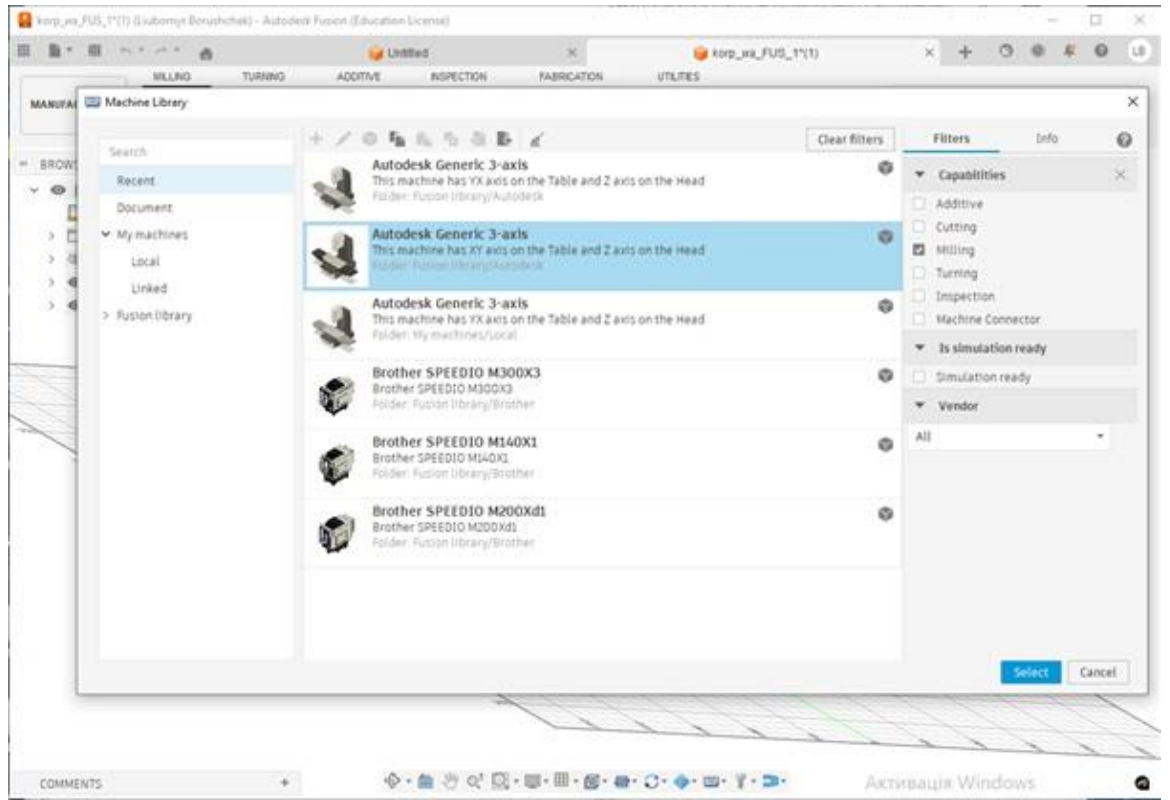 korp_на_FUS_1*(1) (Liubomyr Borushchek) - Autodesk Fusion (Education License)
Untitled
korp_на_FUS_1*(1)
LB
MILLING TURNING ADDITIVE INSPECTION FABRICATION UTILITIES
MANUFA
Machine Library
Search
Recent
Document
My machines
Local
Linked
Fusion library
Clear filters
Autodesk Generic 3-axis
This machine has YX axis on the Table and Z axis on the Head
Folder: Fusion library/Autodesk
Autodesk Generic 3-axis
This machine has XY axis on the Table and Z axis on the Head
Folder: Fusion library/Autodesk
Autodesk Generic 3-axis
This machine has YX axis on the Table and Z axis on the Head
Folder: My machines/Local
Brother SPEEDIO M300X3
Brother SPEEDIO M300X3
Folder: Fusion library/Brother
Brother SPEEDIO M140X1
Brother SPEEDIO M140X1
Folder: Fusion library/Brother
Brother SPEEDIO M200Xd1
Brother SPEEDIO M200Xd1
Folder: Fusion library/Brother
Filters Info
Capabilities
Additive
Cutting
Milling
Turning
Inspection
Machine Connector
Is simulation ready
Simulation ready
Vendor
All
Select Cancel
BROW
COMMENTS
Активація Windows